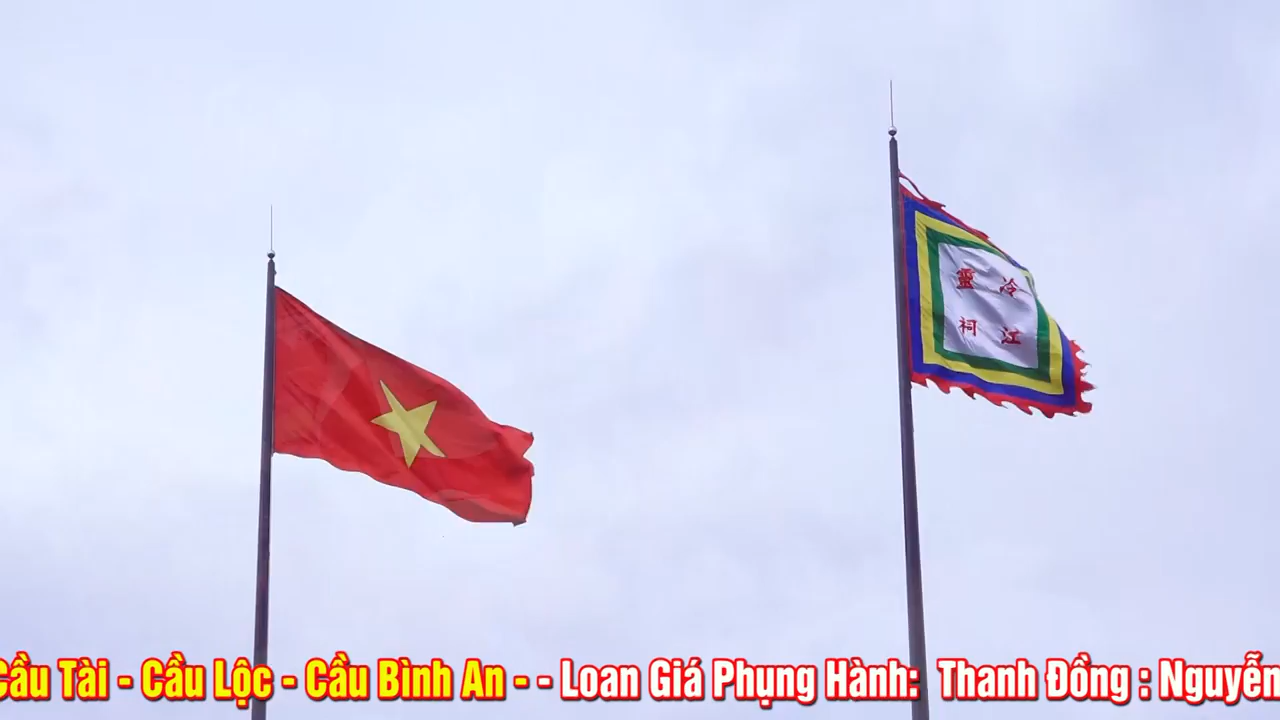 冷江
靈祠
Cầu Tài - Cầu Lộc - Cầu Bình An - - Loan Giá Phụng Hành: Thanh Đồng : Nguyễn